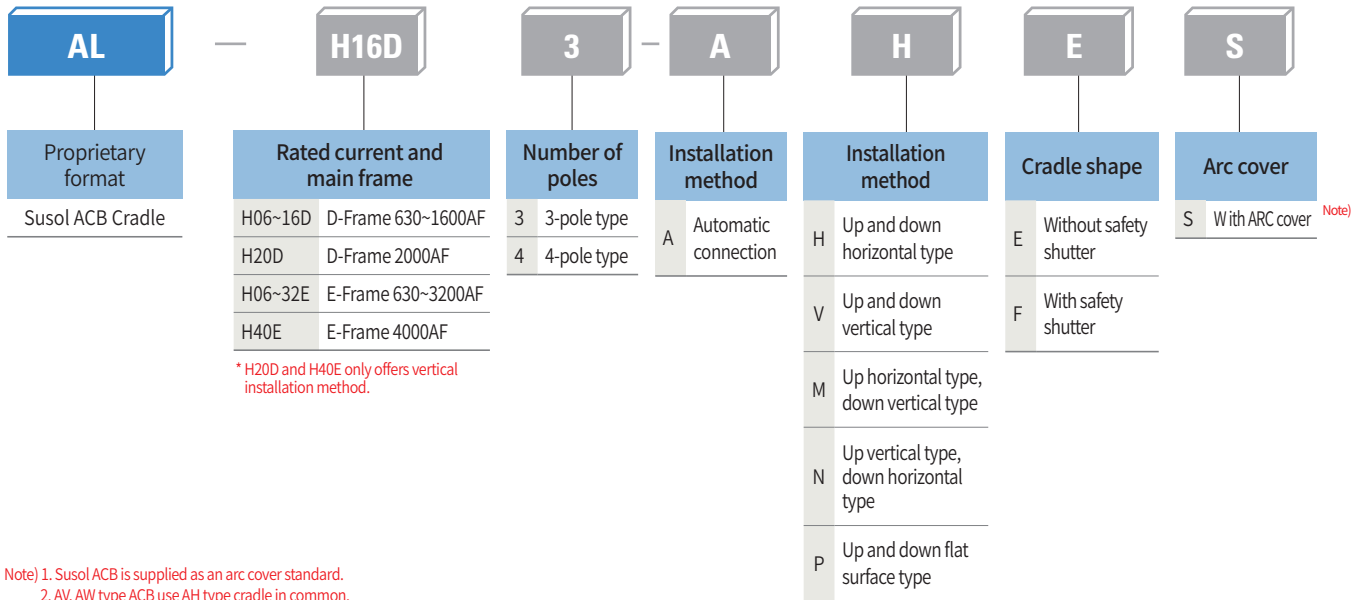 AL — H16D 3 — A H E S
Proprietary
format
Susol ACB Cradle
Rated current and
main frame
H06~16D D-Frame 630~1600AF
H20D D-Frame 2000AF
H06~32E E-Frame 630~3200AF
H40E E-Frame 4000AF
* H20D and H40E only offers vertical
installation method.
Number of
poles
3 3-pole type
4 4-pole type
Installation
method
A Automatic
connection
Installation
method
H Up and down
horizontal type
V Up and down
vertical type
M Up horizontal type,
down vertical type
N Up vertical type,
down horizontal
type
P Up and down flat
surface type
Cradle shape
E Without safety
shutter
F With safety
shutter
Arc cover
S With ARC cover Note)
Note) 1. Susol ACB is supplied as an arc cover standard.
2. AV, AW type ACB use AH type cradle in common.